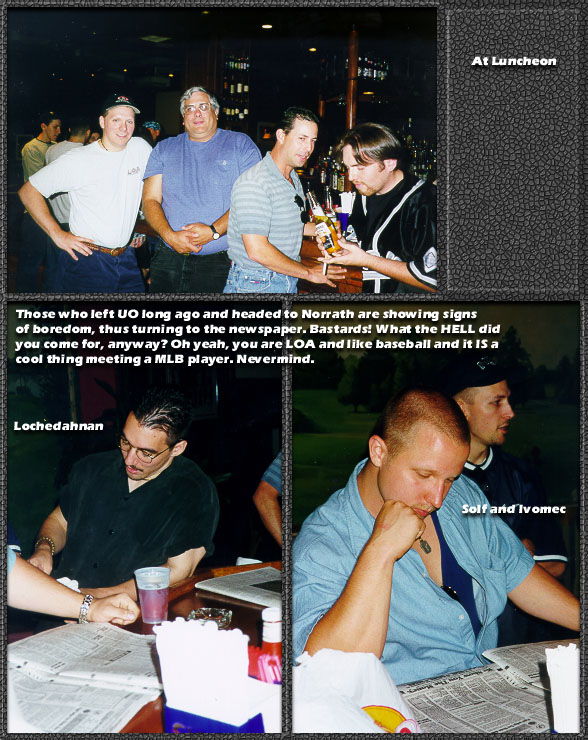 At Luncheon
Those who left UO long ago and headed to Norrath are showing signs
of boredom, thus turning to the newspaper. Bastards! What the HELL did
you come for, anyway? Oh yeah, you are LOA and like baseball and it IS a
cool thing meeting a MLB player. Nevermind.
Lochedahnan
Solf and Ivomec